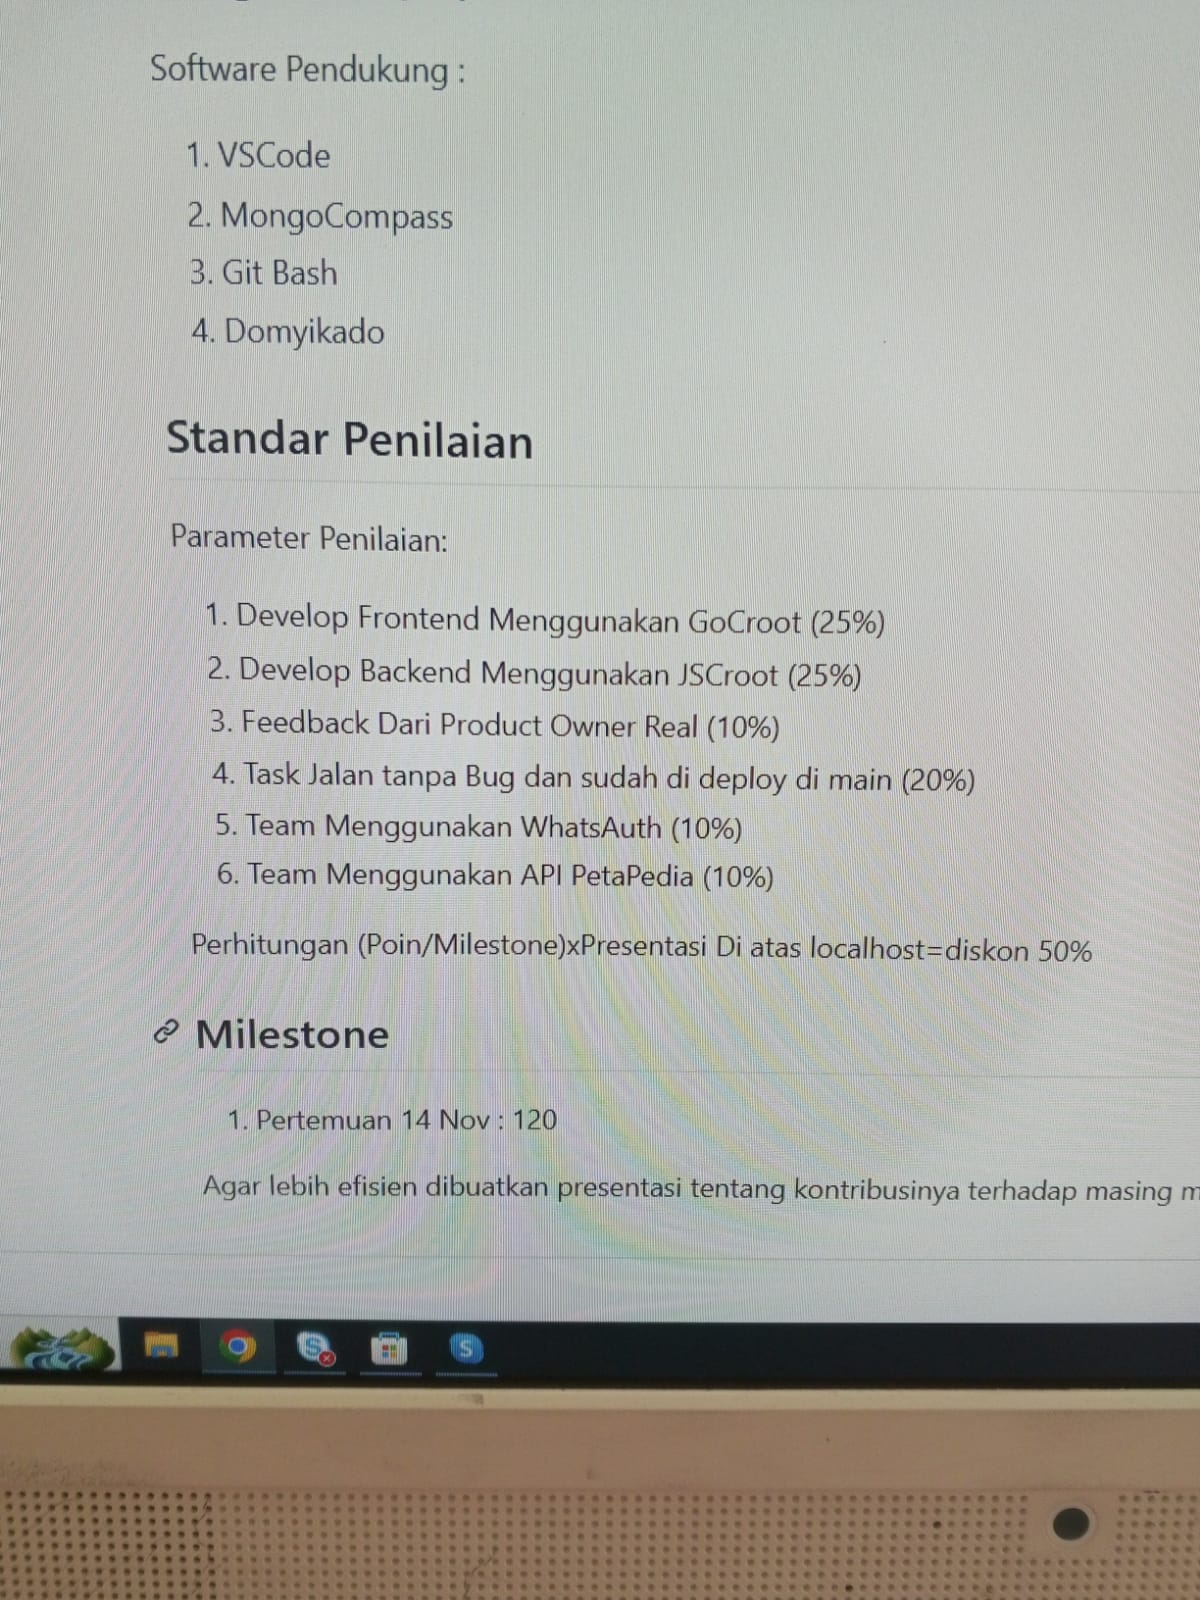 Software Pendukung :
1. VSCode
2. MongoCompass
3. Git Bash
4. Domyikado
Standar Penilaian
Parameter Penilaian:
1. Develop Frontend Menggunakan GoCroot (25%)
2. Develop Backend Menggunakan JSCroot (25%)
3. Feedback Dari Product Owner Real (10%)
4. Task Jalan tanpa Bug dan sudah di deploy di main (20%)
5. Team Menggunakan WhatsAuth (10%)
6. Team Menggunakan API PetaPedia (10%)
Perhitungan (Poin/Milestone)xPresentasi Di atas localhost=diskon 50%
Milestone
1. Pertemuan 14 Nov : 120
Agar lebih efisien dibuatkan presentasi tentang kontribusinya terhadap masing